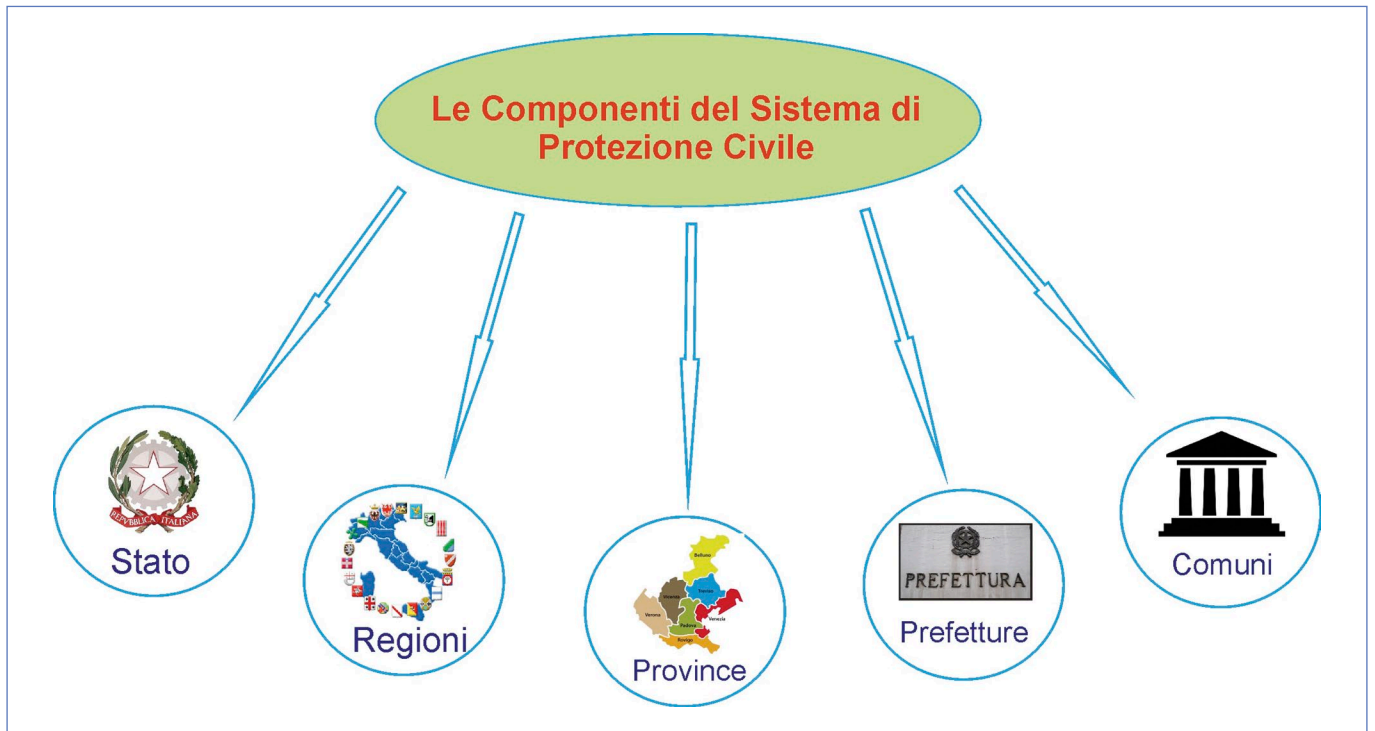 Le Componenti del Sistema di
Protezione Civile
REPVBBLICA ITALIANA
Stato
Regioni
Belluno
Vicenza
Treviso
Verona
Padova
Venezia
Rovigo
Province
PREFETTURA
Prefetture
Comuni